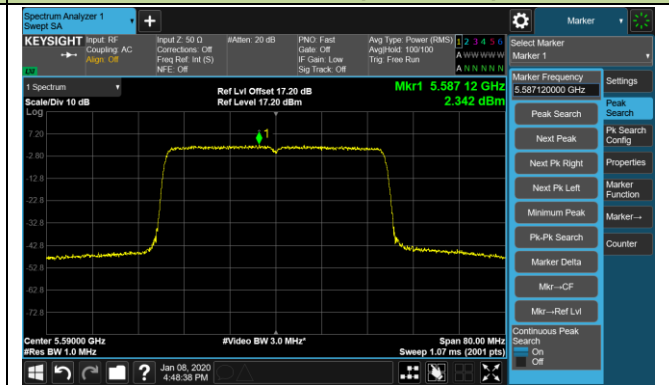 Spectrum Analyzer 1
Swept SA
+
Marker
KEYSIGHT
Input: RF
Coupling: AC
Align: Off
Input Z: 50 Ω
Corrections: Off
Freq Ref: Int (S)
NFE: Off
#Atten: 20 dB
PNO: Fast
Gate: Off
IF Gain: Low
Sig Track: Off
Avg Type: Power (RMS)
Avg|Hold: 100/100
Trig: Free Run
1 2 3 4 5 6
A W W W W W
A N N N N N
Select Marker
Marker 1
1 Spectrum
Scale/Div 10 dB
Log
Ref Lvl Offset 17.20 dB
Ref Level 17.20 dBm
Mkr1 5.587 12 GHz
2.342 dBm
7.20
-2.80
-12.8
-22.8
-32.8
-42.8
-52.8
-62.8
-72.8
1
Center 5.59000 GHz
#Res BW 1.0 MHz
#Video BW 3.0 MHz*
Span 80.00 MHz
Sweep 1.07 ms (2001 pts)
Marker Frequency
5.587120000 GHz
Peak Search
Next Peak
Next Pk Right
Next Pk Left
Minimum Peak
Pk-Pk Search
Marker Delta
Mkr→CF
Mkr→Ref Lvl
Continuous Peak
Search
On
Off
Settings
Peak
Search
Pk Search
Config
Properties
Marker
Function
Marker→
Counter
?
Jan 08, 2020
4:48:38 PM